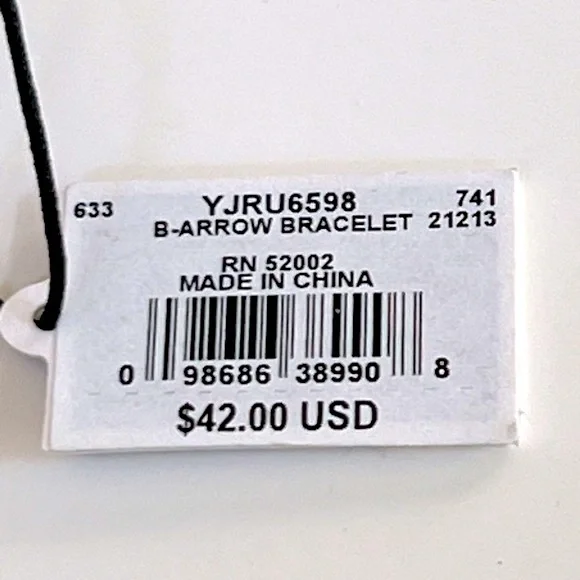 633 YJRU6598 741
B-ARROW BRACELET 21213
RN 52002
MADE IN CHINA
0 98686 38990 8
$42.00 USD